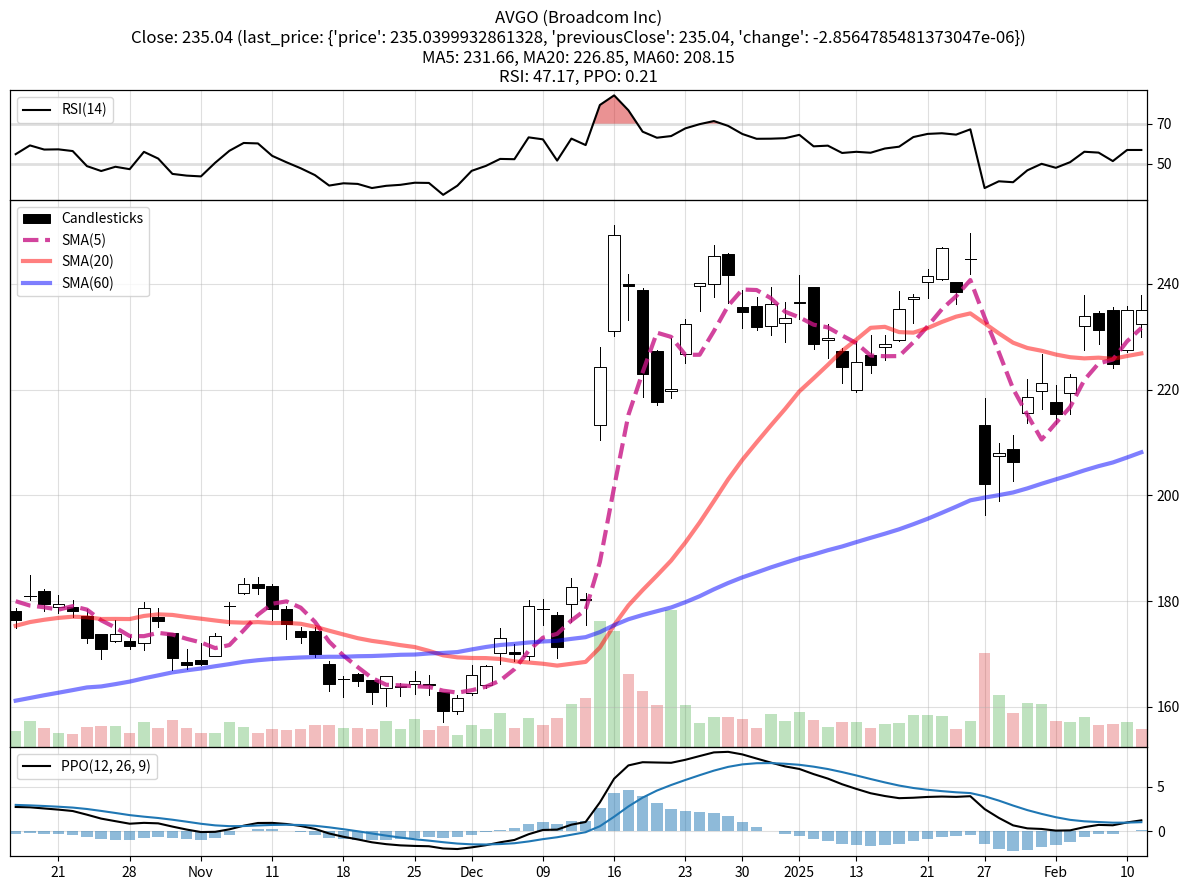 AVGO (Broadcom Inc)
Close: 235.04 (last_price: {'price': 235.0399932861328, 'previousClose': 235.04, 'change': -2.8564785481373047e-06})
MA5: 231.66, MA20: 226.85, MA60: 208.15
RSI: 47.17, PPO: 0.21
RSI(14)
70
50
Candlesticks
SMA(5)
SMA(20)
SMA(60)
240
220
200
180
160
PPO(12, 26, 9)
5
0
21 28 Nov 11 18 25 Dec 09 16 23 30 2025 13 21 27 Feb 10